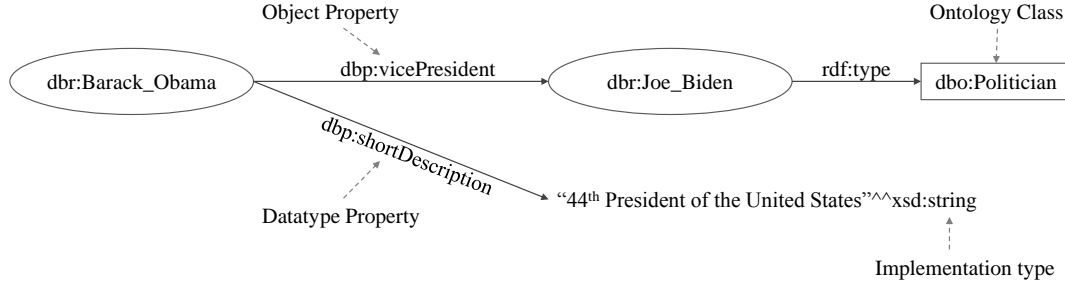 Object Property
Ontology Class
dbr:Barack_Obama
dbp:vicePresident
dbr:Joe_Biden
rdf:type
dbo:Politician
dbp:shortDescription
“44th President of the United States”^^xsd:string
Datatype Property
Implementation type